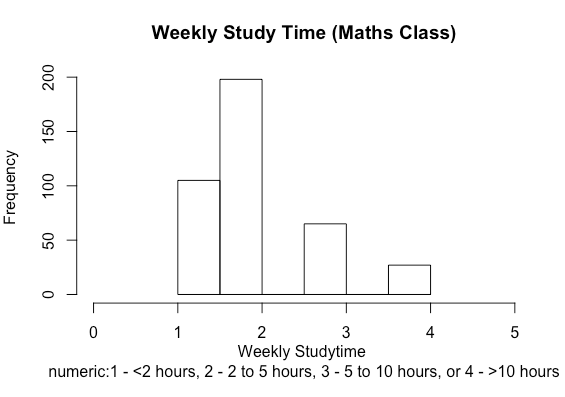 Weekly Study Time (Maths Class)
200
150
100
50
0
Frequency
0 1 2 3 4 5
Weekly Studytime
numeric:1 - <2 hours, 2 - 2 to 5 hours, 3 - 5 to 10 hours, or 4 - >10 hours